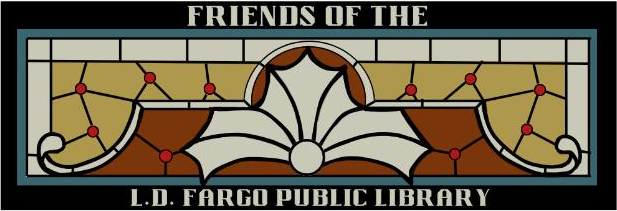 FRIENDS OF THE
L.D. FARGO PUBLIC LIBRARY